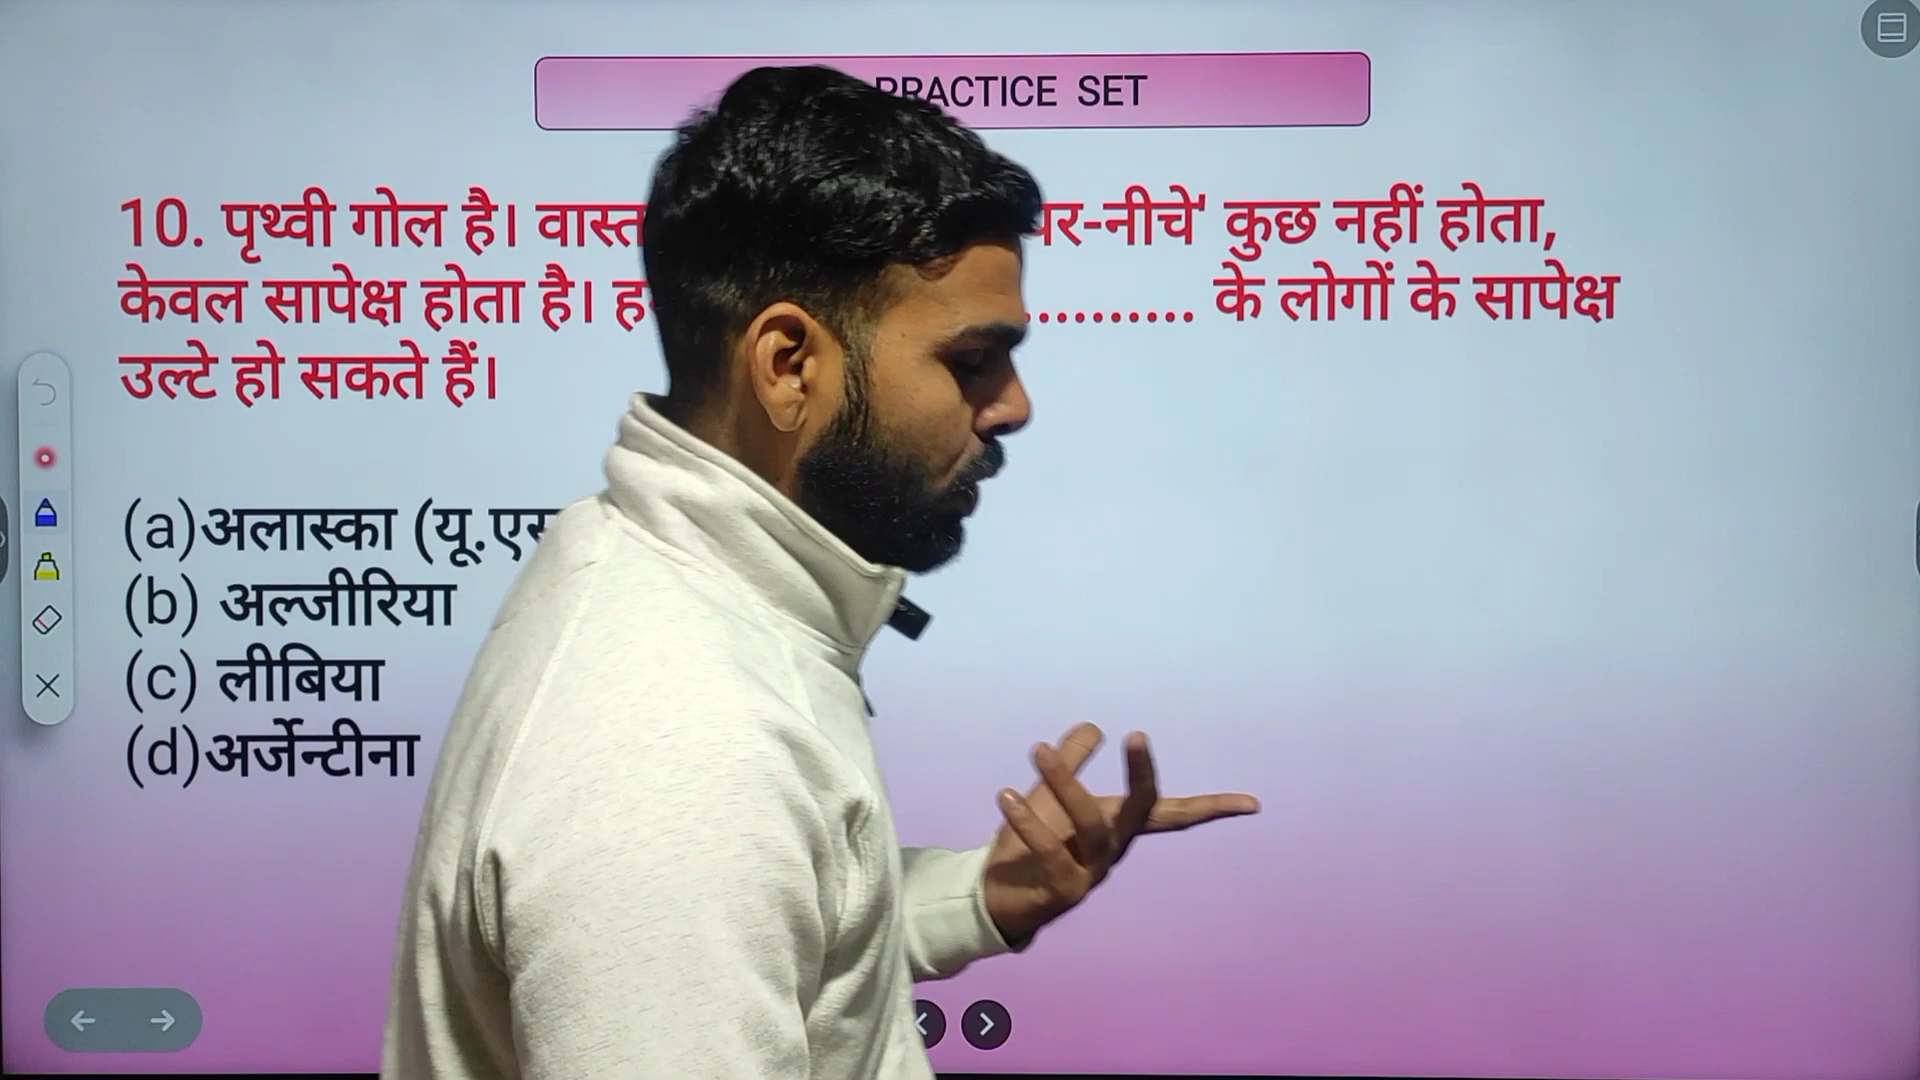 PRACTICE SET
10. पृथ्वी गोल है। कुछ नहीं होता,
केवल सापेक्ष होता है। .......... के लोगों के सापेक्ष
उल्टे हो सकते हैं।
(a)अलास्का
(b) अल्जीरिया
(c) लीबिया
(d)अर्जेन्टीना